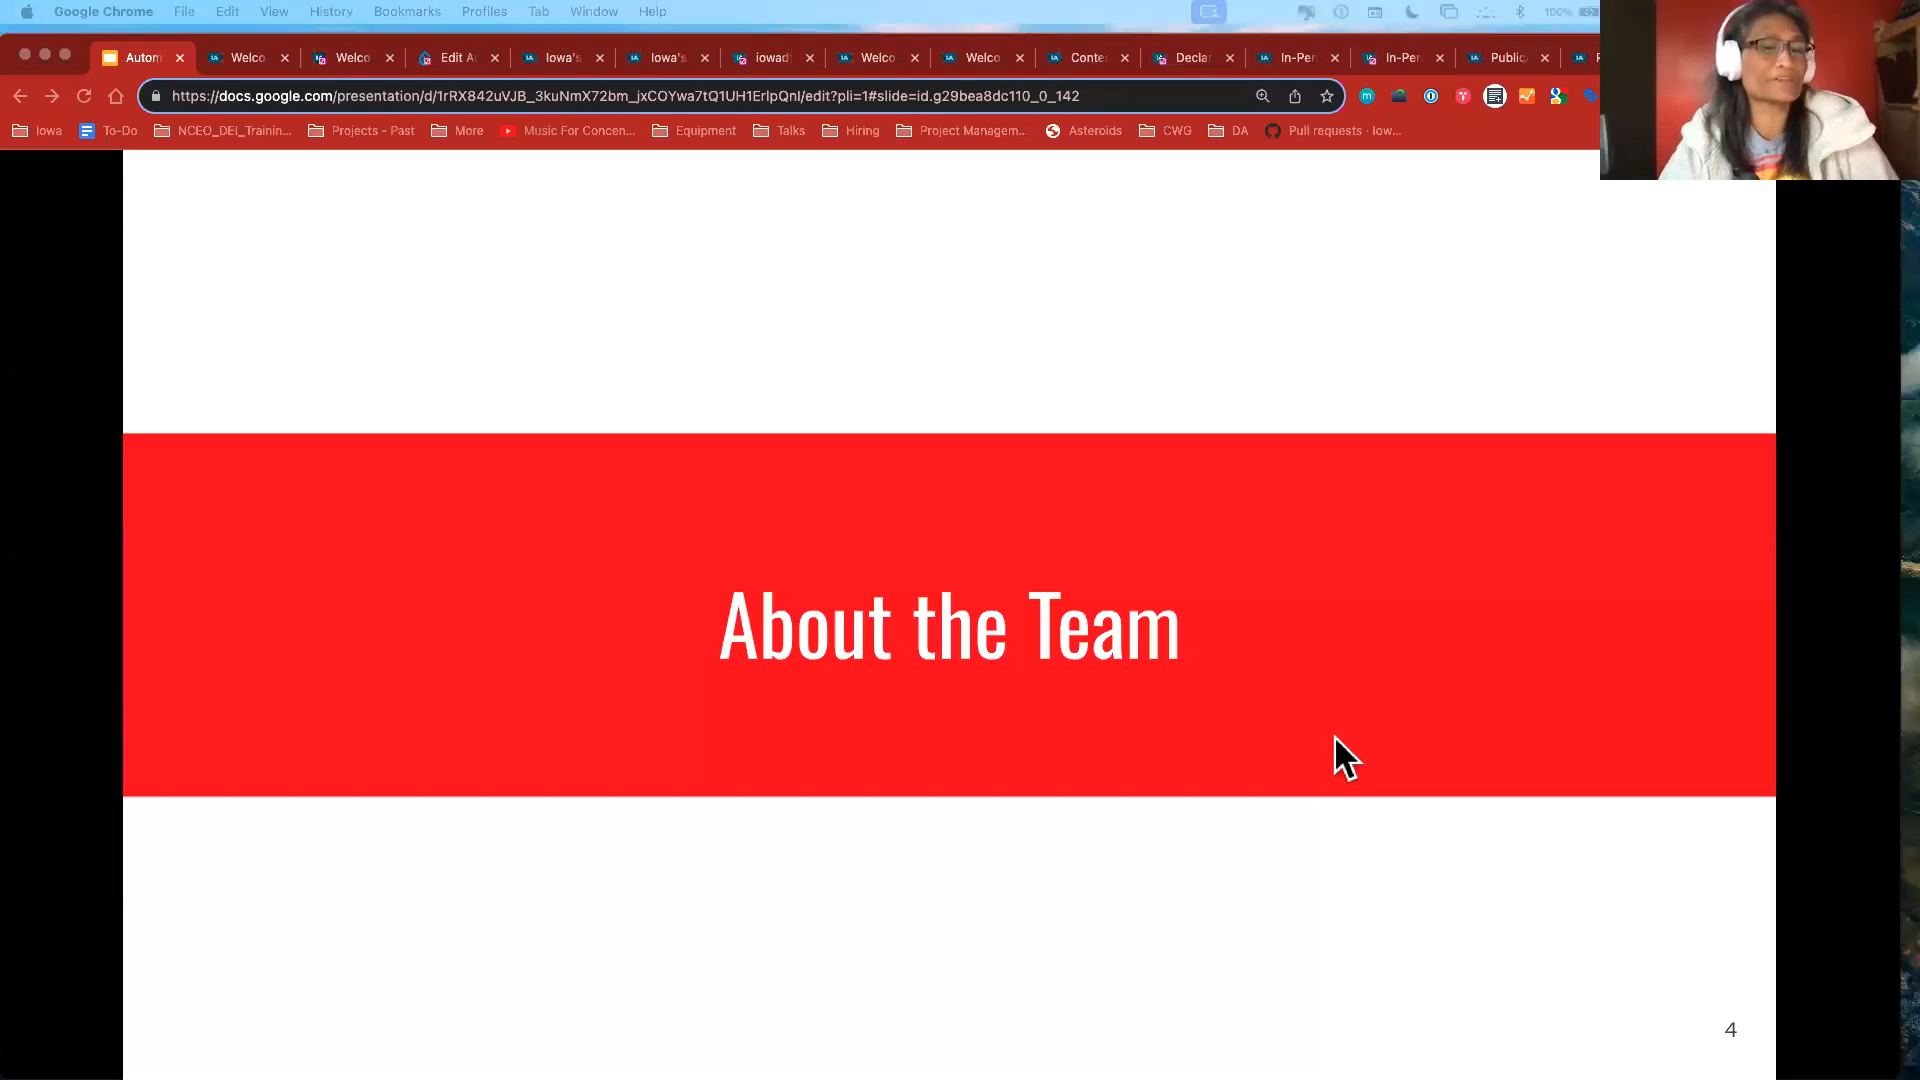 Google Chrome File Edit View History Bookmarks Profiles Tab Window Help 100%
Autom Welco Welco Edit Au Iowa's Iowa's iowad Welco Welco Conte Declar In-Per In-Per Public
https://docs.google.com/presentation/d/1rRX842uVJB_3kuNmX72bm_jxCOYwa7tQ1UH1ErlpQnI/edit?pli=1#slide=id.g29bea8dc110_0_142
Iowa To-Do NCEO_DEI_Trainin... Projects - Past More Music For Concen... Equipment Talks Hiring Project Managem... Asteroids CWG DA Pull requests · Iow...
About the Team
4